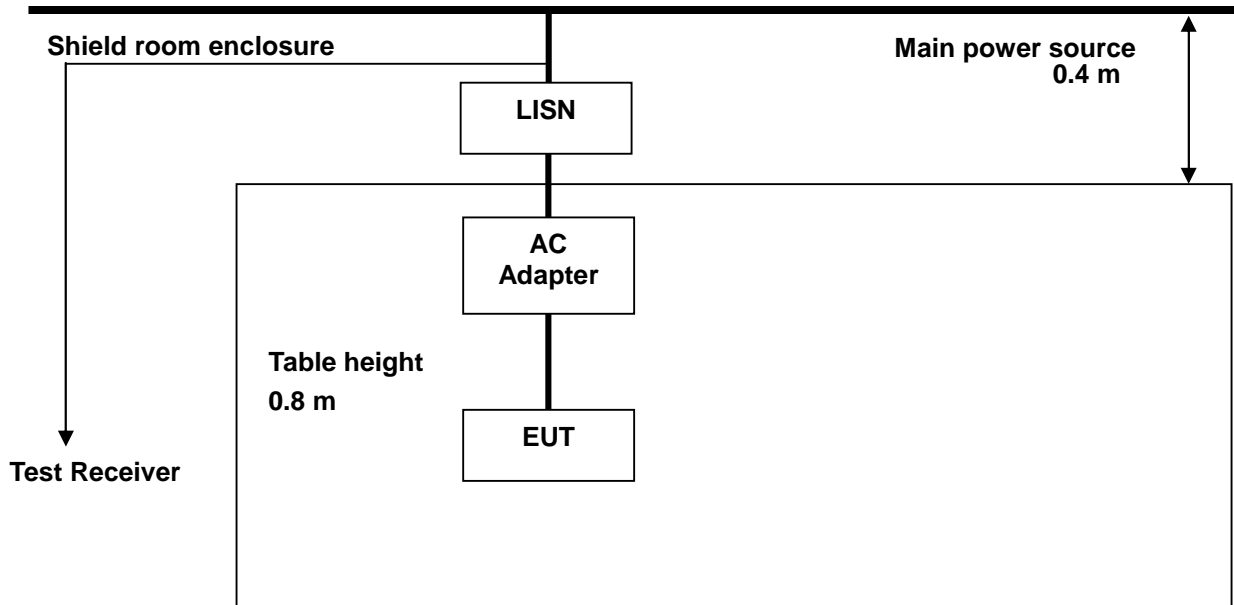 Shield room enclosure
Main power source
0.4 m
LISN
AC
Adapter
Table height
0.8 m
EUT
Test Receiver